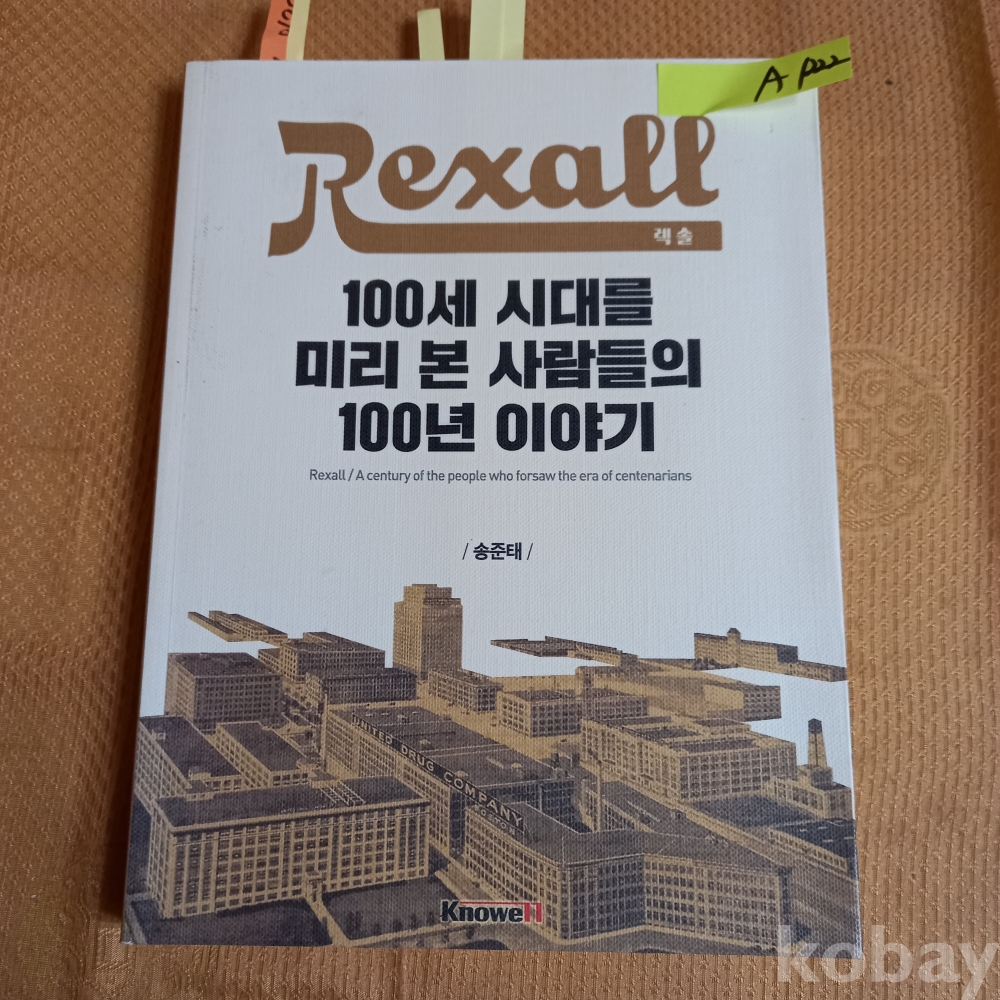 A P22
Rexall
렉솔
100세 시대를
미리 본 사람들의
100년 이야기
Rexall / A century of the people who forsaw the era of centenarians
/ 송준태 /
UNITED DRUG COMPANY
BOSTON
Knowell
kobay